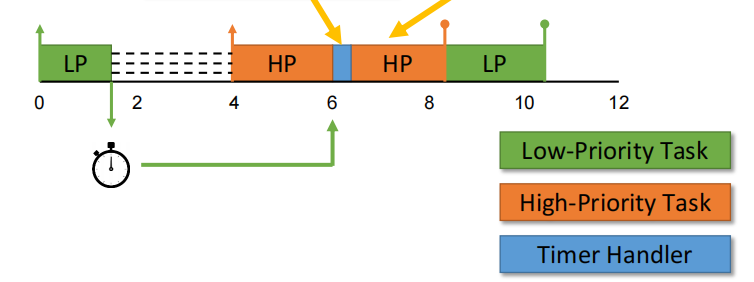 LP HP HP LP
0 2 4 6 8 10 12
Low-Priority Task
High-Priority Task
Timer Handler